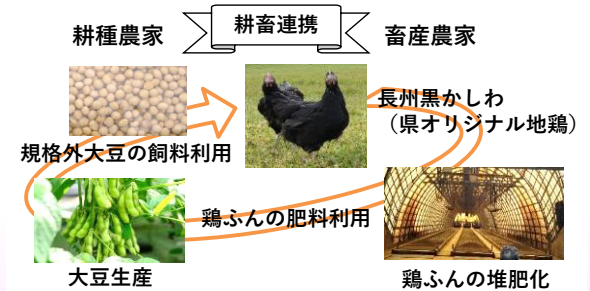 耕畜連携
耕種農家
畜産農家
長州黒かしわ
（県オリジナル地鶏）
規格外大豆の飼料利用
鶏ふんの肥料利用
大豆生産
鶏ふんの堆肥化